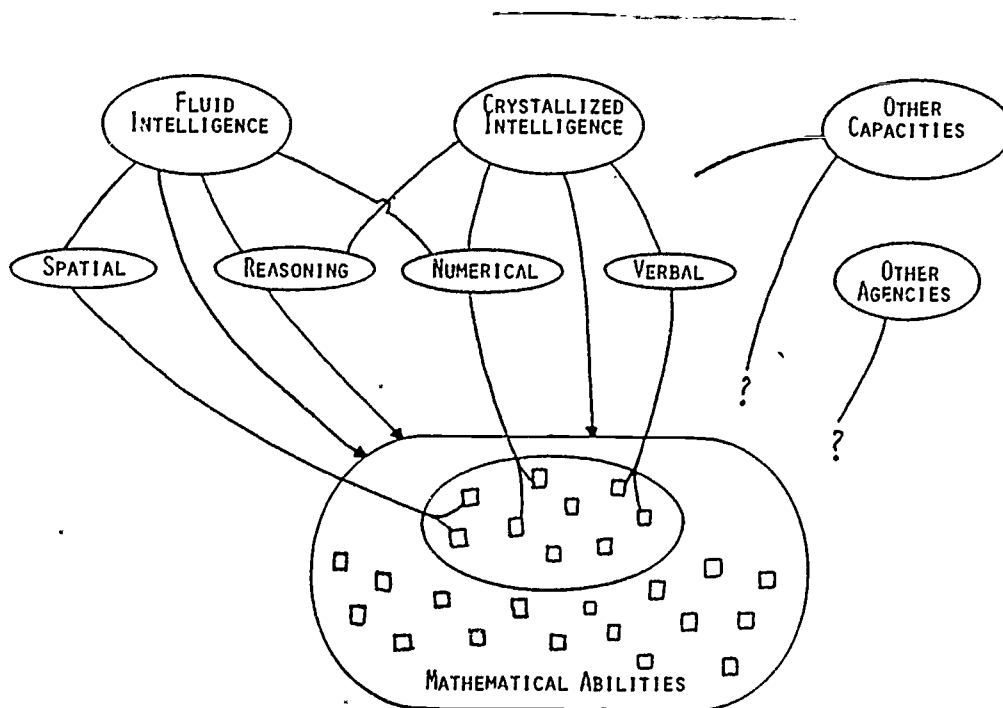 FLUID
INTELLIGENCE
CRYSTALLIZED
INTELLIGENCE
OTHER
CAPACITIES
SPATIAL
REASONING
NUMERICAL
VERBAL
OTHER
AGENCIES
?
?
MATHEMATICAL ABILITIES